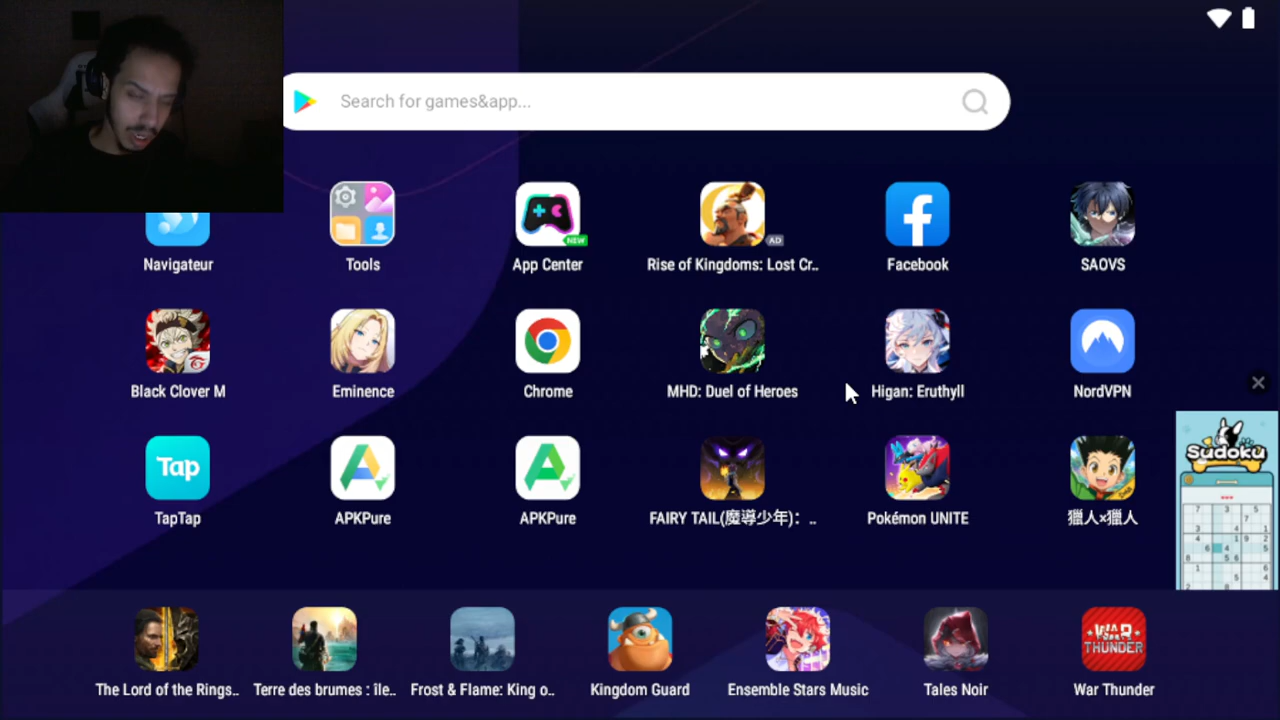 Search for games&app...
Navigateur
Tools
NEW
App Center
AD
Rise of Kingdoms: Lost Cr..
Facebook
SAOVS
Black Clover M
Eminence
Chrome
MHD: Duel of Heroes
Higan: Eruthyll
NordVPN
Tap
TapTap
APKPure
APKPure
FAIRY TAIL(魔導少年)： ..
Pokémon UNITE
獵人×獵人
Sudoku
The Lord of the Rings..
Terre des brumes : île..
Frost & Flame: King o..
Kingdom Guard
Ensemble Stars Music
Tales Noir
WAR
THUNDER
War Thunder